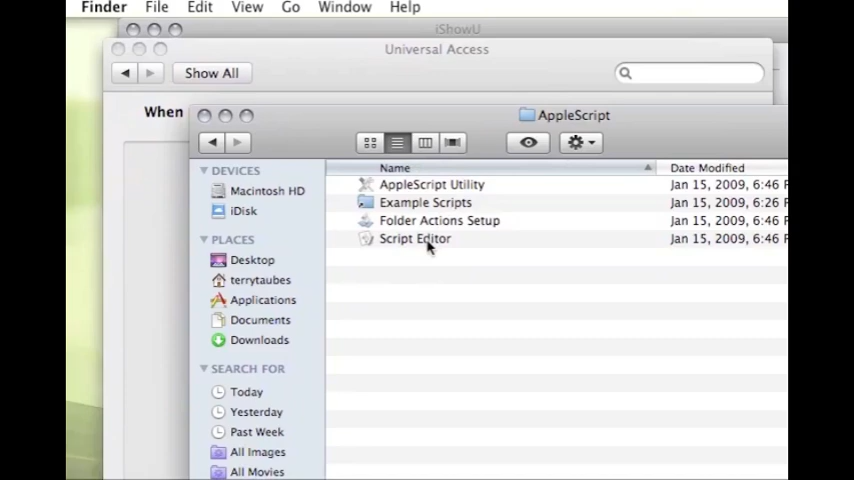 Finder File Edit View Go Window Help
iShowU
Universal Access
Show All
When
AppleScript
Name Date Modified
DEVICES
Macintosh HD
iDisk
PLACES
Desktop
terrytaubes
Applications
Documents
Downloads
SEARCH FOR
Today
Yesterday
Past Week
All Images
All Movies
AppleScript Utility Jan 15, 2009, 6:46 P
Example Scripts Jan 15, 2009, 6:26 P
Folder Actions Setup Jan 15, 2009, 6:46 P
Script Editor Jan 15, 2009, 6:46 P